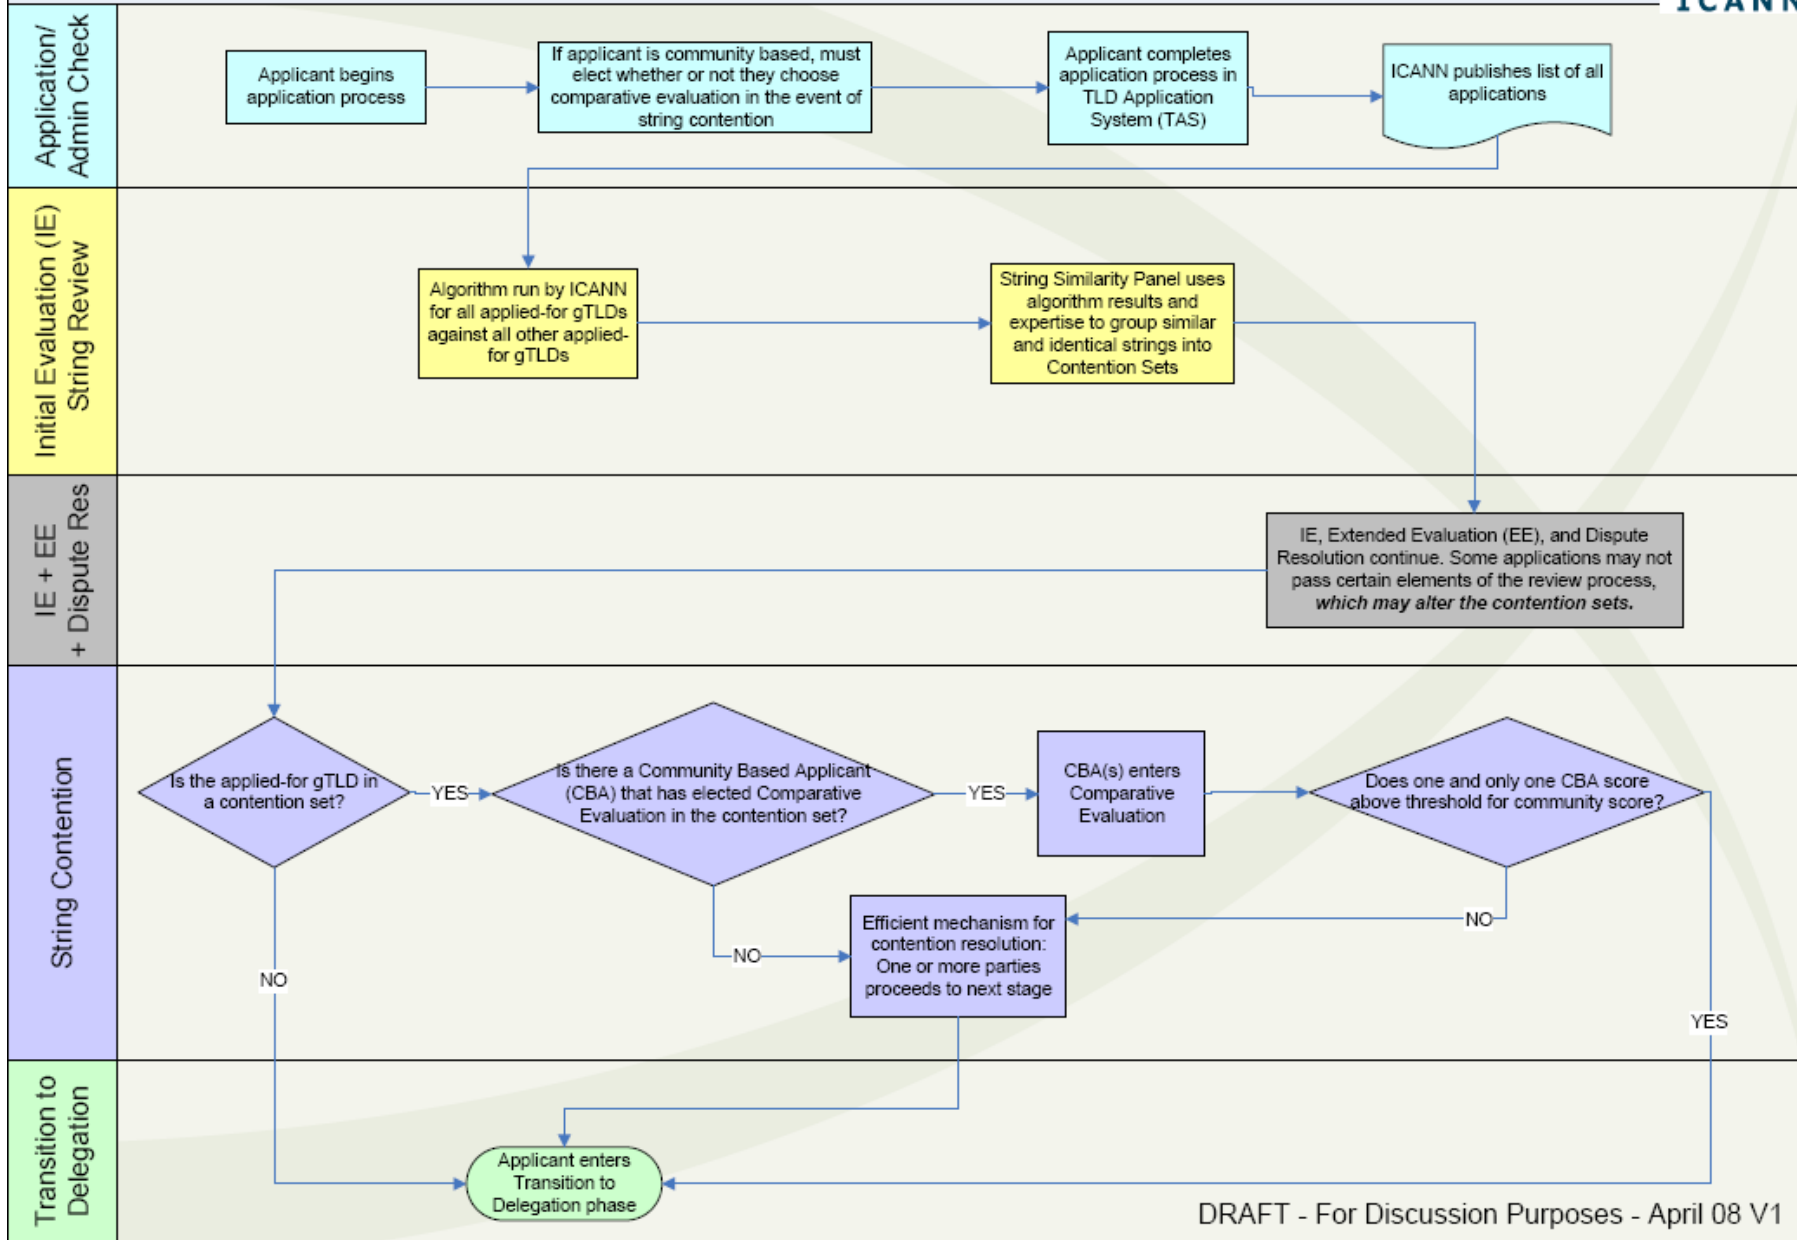 ICANN
Application/
Admin Check
Applicant begins
application process
If applicant is community based, must
elect whether or not they choose
comparative evaluation in the event of
string contention
Applicant completes
application process in
TLD Application
System (TAS)
ICANN publishes list of all
applications
Initial Evaluation (IE)
String Review
Algorithm run by ICANN
for all applied-for gTLDs
against all other applied-
for gTLDs
String Similarity Panel uses
algorithm results and
expertise to group similar
and identical strings into
Contention Sets
IE + EE
+ Dispute Res
IE, Extended Evaluation (EE), and Dispute
Resolution continue. Some applications may not
pass certain elements of the review process,
which may alter the contention sets.
String Contention
Is the applied-for gTLD in
a contention set?
YES
Is there a Community Based Applicant
(CBA) that has elected Comparative
Evaluation in the contention set?
YES
CBA(s) enters
Comparative
Evaluation
Does one and only one CBA score
above threshold for community score?
NO
NO
Efficient mechanism for
contention resolution:
One or more parties
proceeds to next stage
NO
YES
Transition to
Delegation
Applicant enters
Transition to
Delegation phase
DRAFT - For Discussion Purposes - April 08 V1